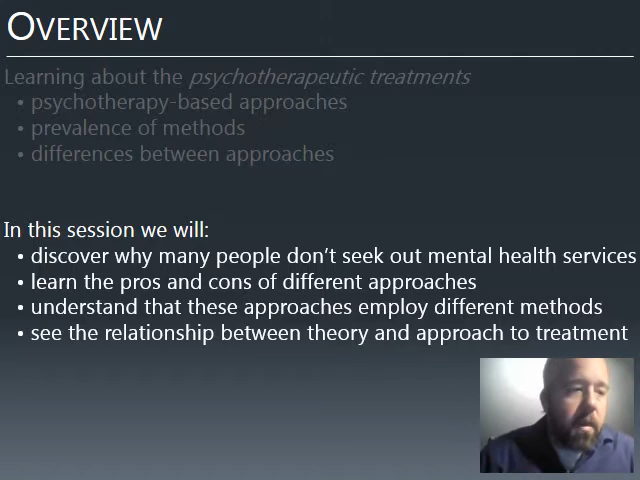 OVERVIEW
Learning about the psychotherapeutic treatments
• psychotherapy-based approaches
• prevalence of methods
• differences between approaches
In this session we will:
• discover why many people don't seek out mental health services
• learn the pros and cons of different approaches
• understand that these approaches employ different methods
• see the relationship between theory and approach to treatment